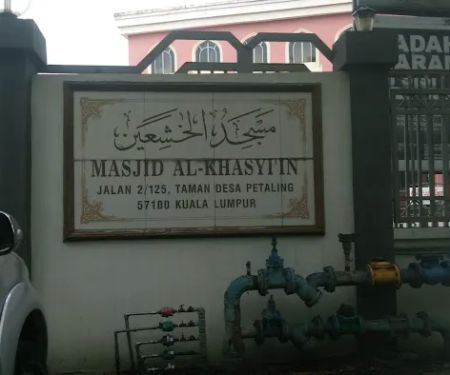 مسجد الخشعين
MASJID AL-KHASYI'IN
JALAN 2/125, TAMAN DESA PETALING
57100 KUALA LUMPUR